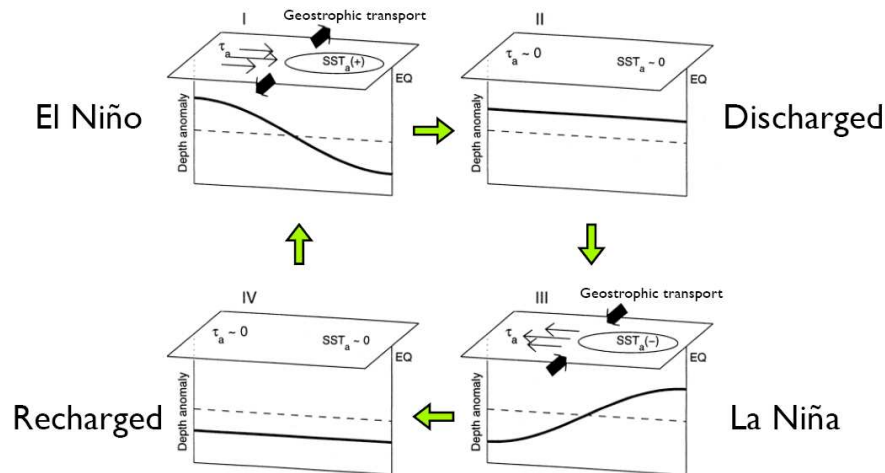 I
Geostrophic transport
τa
SSTa(+)
EQ
Depth anomaly
El Niño
II
τa ~ 0
SSTa ~ 0
EQ
Depth anomaly
Discharged
IV
τa ~ 0
SSTa ~ 0
EQ
Depth anomaly
Recharged
III
Geostrophic transport
τa
SSTa(−)
EQ
Depth anomaly
La Niña